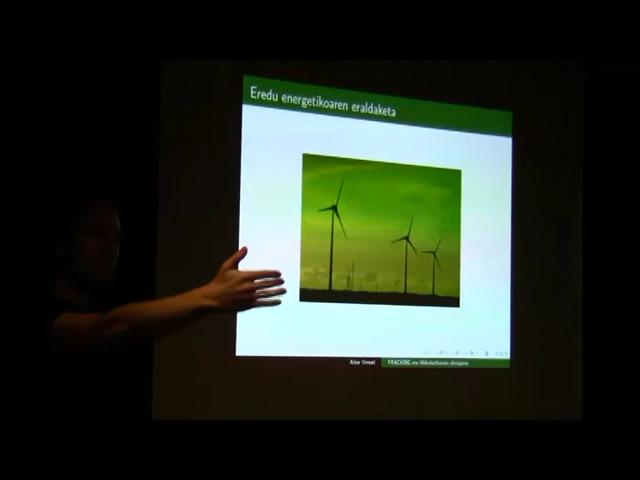 Eredu energetikoaren eraldaketa
Aitor Urresti
FRACKING eta Hidrokarburoen ekoizpena